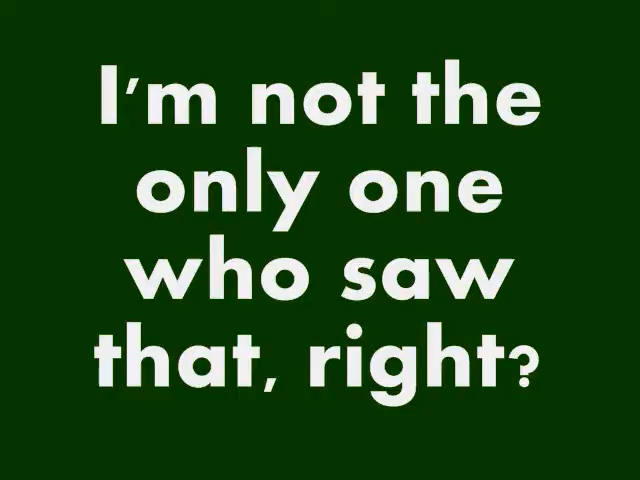 I'm not the
only one
who saw
that, right?